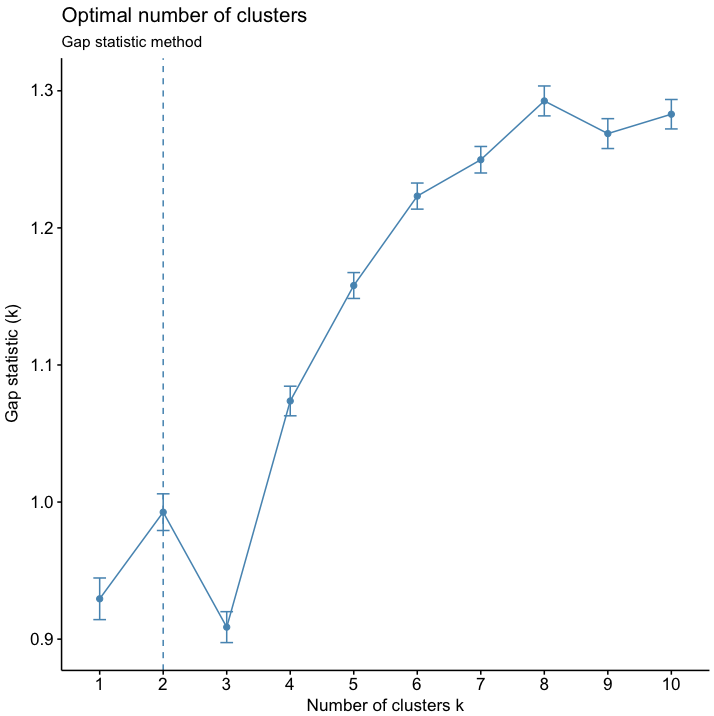 Optimal number of clusters
Gap statistic method
Gap statistic (k)
1.3
1.2
1.1
1.0
0.9
1 2 3 4 5 6 7 8 9 10
Number of clusters k